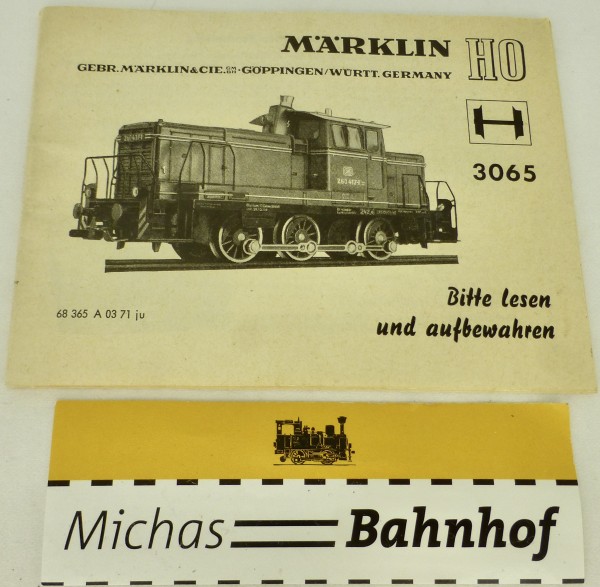 MÄRKLIN HO
GEBR. MÄRKLIN & CIE. GMBH · GÖPPINGEN/WÜRTT. GERMANY
3065
Bitte lesen
und aufbewahren
68 365 A 03 71 ju
Michas Bahnhof